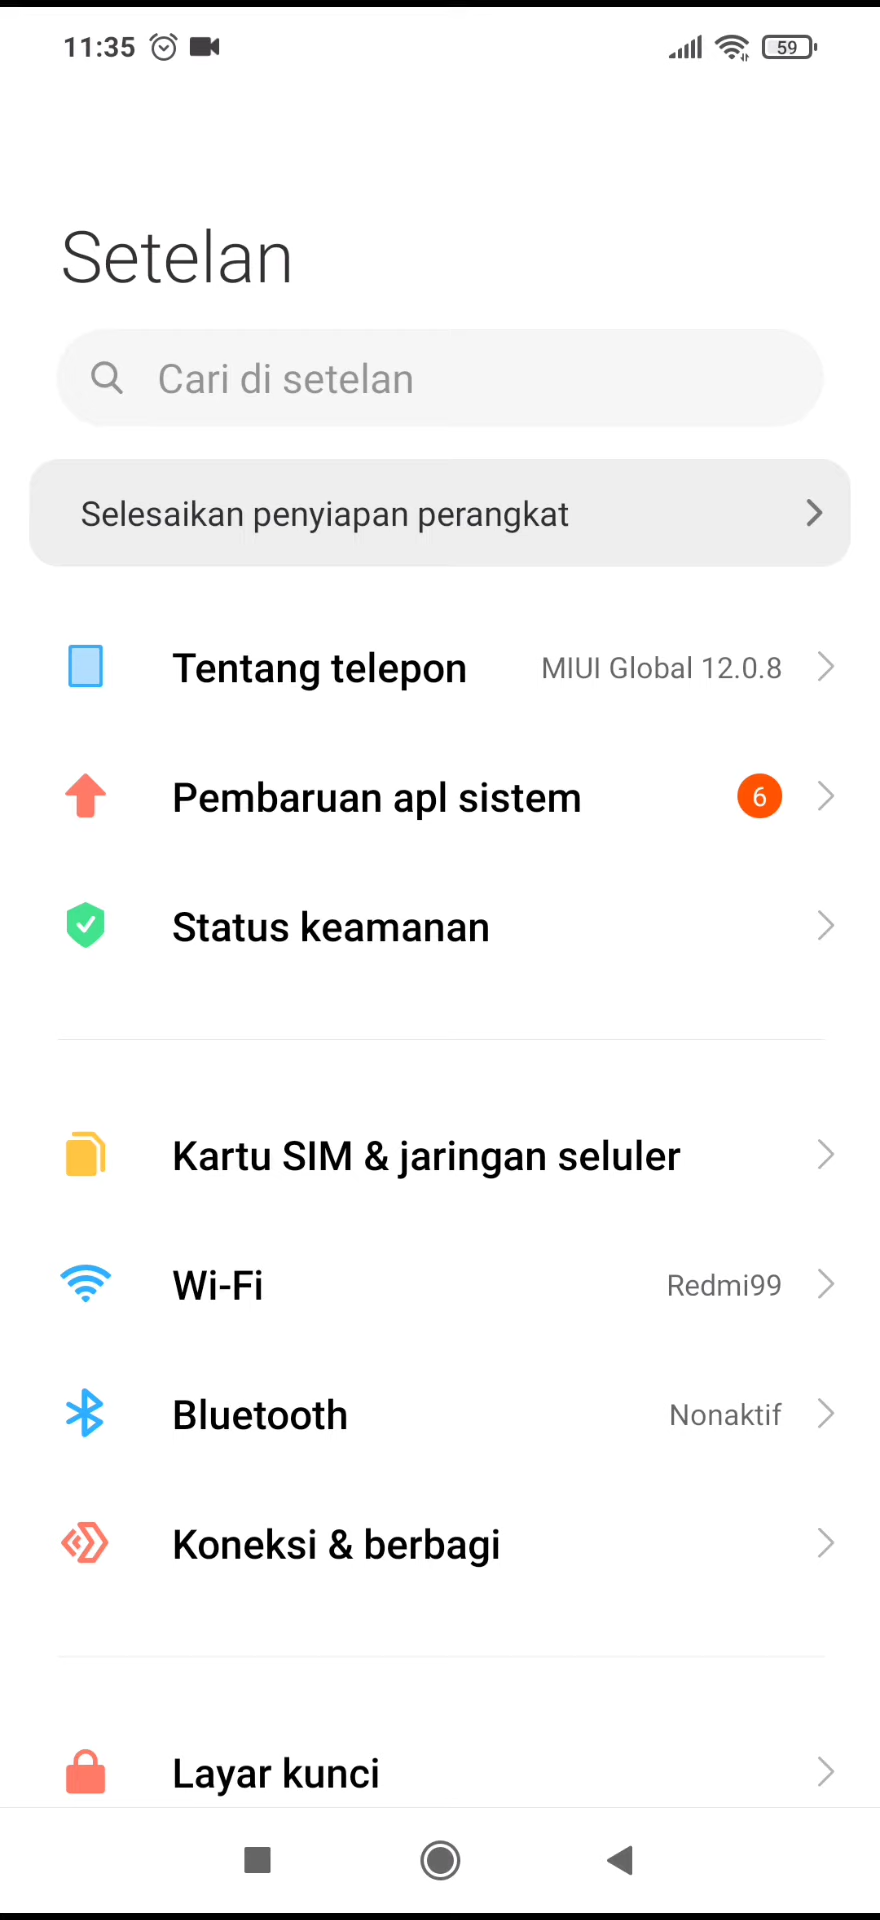 11:35
59
Setelan
Cari di setelan
Selesaikan penyiapan perangkat
Tentang telepon MIUI Global 12.0.8
Pembaruan apl sistem 6
Status keamanan
Kartu SIM & jaringan seluler
Wi-Fi Redmi99
Bluetooth Nonaktif
Koneksi & berbagi
Layar kunci